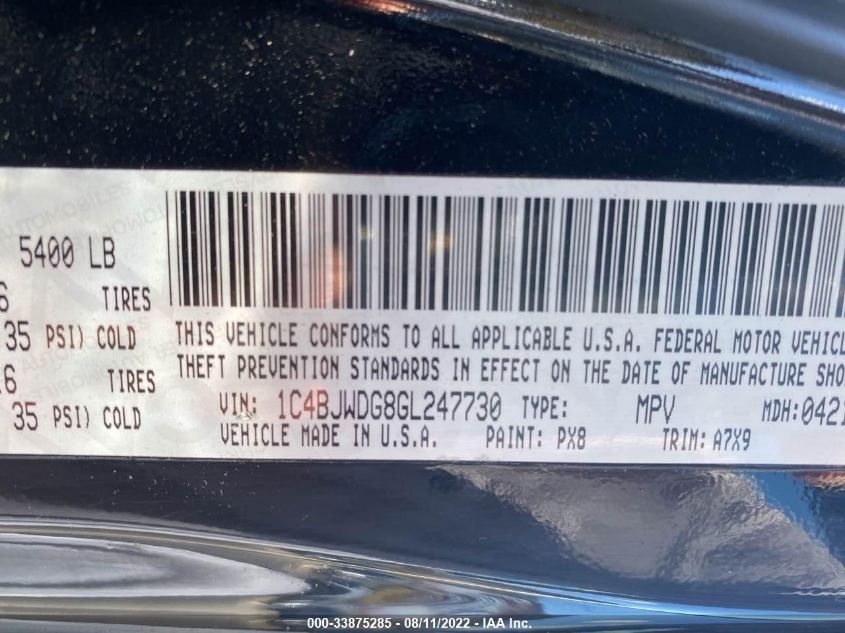 5400 LB
6 TIRES
35 PSI) COLD
16 TIRES
35 PSI) COLD
THIS VEHICLE CONFORMS TO ALL APPLICABLE U.S.A. FEDERAL MOTOR VEHICL
THEFT PREVENTION STANDARDS IN EFFECT ON THE DATE OF MANUFACTURE SHO
VIN: 1C4BJWDG8GL247730 TYPE: MPV MDH:0421
VEHICLE MADE IN U.S.A. PAINT: PX8 TRIM: A7X9
000-33875285 - 08/11/2022 - IAA Inc.